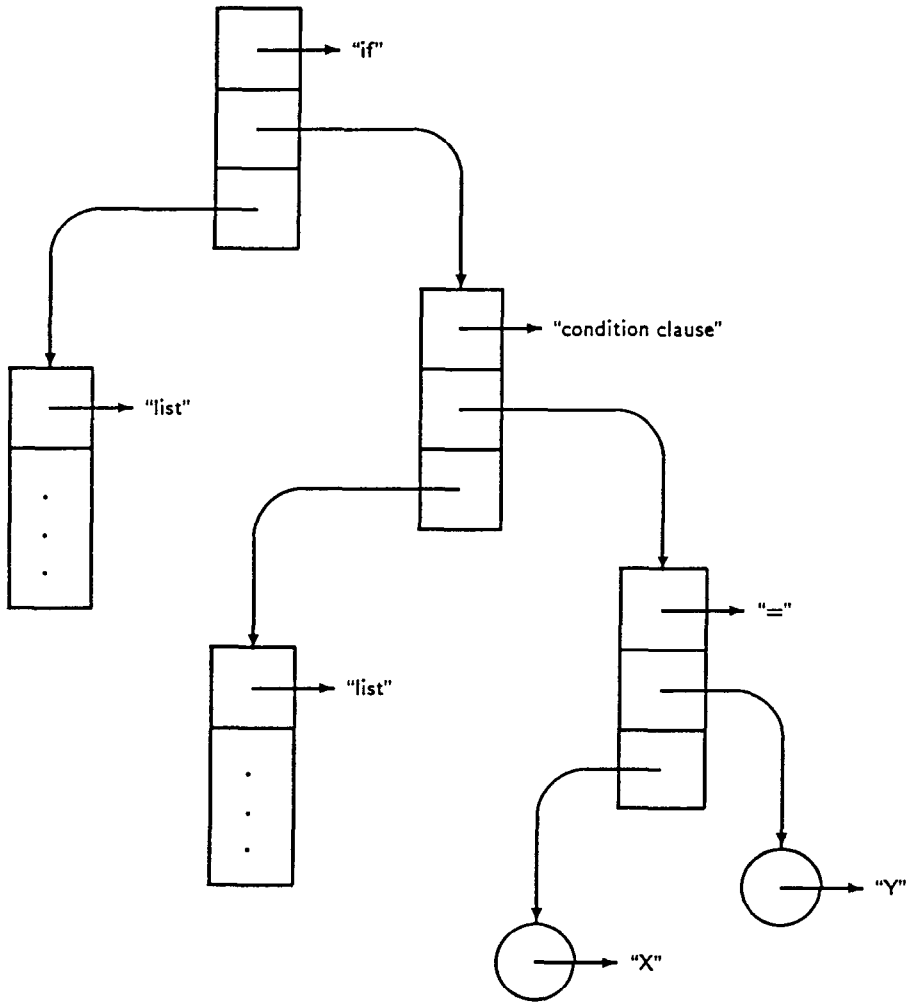 “if”
“condition clause”
“list”
“=”
“list”
“Y”
“X”